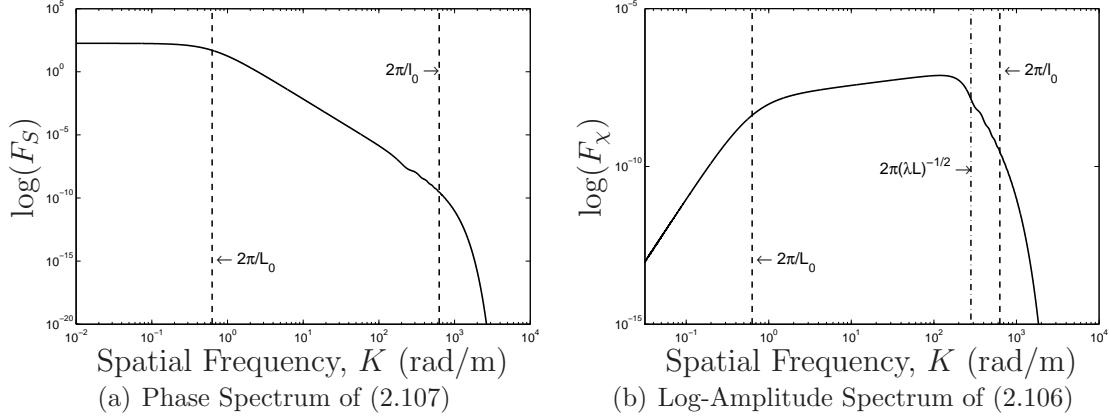 10^5
10^0
10^-5
10^-10
10^-15
10^-20
log(F_S)
2π/l_0 →
← 2π/L_0
10^-2 10^-1 10^0 10^1 10^2 10^3 10^4
Spatial Frequency, K (rad/m)
(a) Phase Spectrum of (2.107)
10^-5
10^-10
10^-15
log(F_χ)
← 2π/l_0
2π(λL)^-1/2 →
← 2π/L_0
10^-1 10^0 10^1 10^2 10^3 10^4
Spatial Frequency, K (rad/m)
(b) Log-Amplitude Spectrum of (2.106)